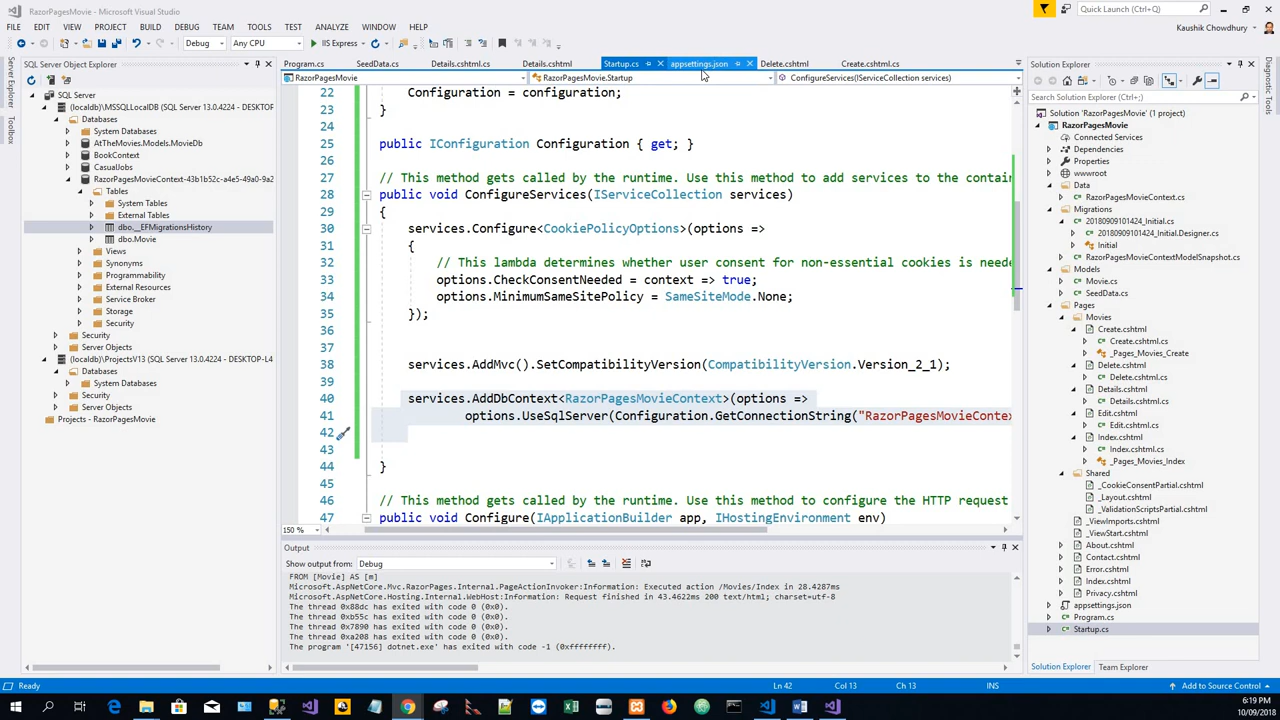 RazorPagesMovie - Microsoft Visual Studio
Quick Launch (Ctrl+Q)
FILE EDIT VIEW PROJECT BUILD DEBUG TEAM TOOLS TEST ANALYZE WINDOW HELP
Kaushik Chowdhury
Debug Any CPU IIS Express
SQL Server Object Explorer
Program.cs SeedData.cs Details.cshtml.cs Details.cshtml Startup.cs appsettings.json Delete.cshtml Create.cshtml.cs
Solution Explorer
RazorPagesMovie RazorPagesMovie.Startup ConfigureServices(IServiceCollection services)
Server Explorer
Toolbox
Diagnostic Tools
SQL Server
(localdb)\MSSQLLocalDB (SQL Server 13.0.4224 - DESKTOP
Databases
System Databases
AtTheMovies.Models.MovieDb
BookContext
CasualJobs
RazorPagesMovieContext-43b1b52c-a4e5-49a0-9a2
Tables
System Tables
External Tables
dbo.__EFMigrationsHistory
dbo.Movie
Views
Synonyms
Programmability
External Resources
Service Broker
Storage
Security
Security
Server Objects
(localdb)\ProjectsV13 (SQL Server 13.0.4224 - DESKTOP-L4
Databases
System Databases
Security
Server Objects
Projects - RazorPagesMovie
22 Configuration = configuration;
23 }
24
25 public IConfiguration Configuration { get; }
26
27 // This method gets called by the runtime. Use this method to add services to the contain
28 public void ConfigureServices(IServiceCollection services)
29 {
30 services.Configure<CookiePolicyOptions>(options =>
31 {
32 // This lambda determines whether user consent for non-essential cookies is neede
33 options.CheckConsentNeeded = context => true;
34 options.MinimumSameSitePolicy = SameSiteMode.None;
35 });
36
37
38 services.AddMvc().SetCompatibilityVersion(CompatibilityVersion.Version_2_1);
39
40 services.AddDbContext<RazorPagesMovieContext>(options =>
41 options.UseSqlServer(Configuration.GetConnectionString("RazorPagesMovieContex
42
43
44 }
45
46 // This method gets called by the runtime. Use this method to configure the HTTP request
47 public void Configure(IApplicationBuilder app, IHostingEnvironment env)
150 %
Output
Show output from: Debug
FROM [Movie] AS [m]
Microsoft.AspNetCore.Mvc.RazorPages.Internal.PageActionInvoker:Information: Executed action /Movies/Index in 28.4287ms
Microsoft.AspNetCore.Hosting.Internal.WebHost:Information: Request finished in 43.4622ms 200 text/html; charset=utf-8
The thread 0x88dc has exited with code 0 (0x0).
The thread 0xb55c has exited with code 0 (0x0).
The thread 0x7890 has exited with code 0 (0x0).
The thread 0xa208 has exited with code 0 (0x0).
The program '[47156] dotnet.exe' has exited with code -1 (0xffffffff).
Search Solution Explorer (Ctrl+;)
Solution 'RazorPagesMovie' (1 project)
RazorPagesMovie
Connected Services
Dependencies
Properties
wwwroot
Data
RazorPagesMovieContext.cs
Migrations
20180909101424_Initial.cs
20180909101424_Initial.Designer.cs
Initial
RazorPagesMovieContextModelSnapshot.cs
Models
Movie.cs
SeedData.cs
Pages
Movies
Create.cshtml
Create.cshtml.cs
_Pages_Movies_Create
Delete.cshtml
Delete.cshtml.cs
Details.cshtml
Details.cshtml.cs
Edit.cshtml
Edit.cshtml.cs
Index.cshtml
Index.cshtml.cs
_Pages_Movies_Index
Shared
_CookieConsentPartial.cshtml
_Layout.cshtml
_ValidationScriptsPartial.cshtml
_ViewImports.cshtml
_ViewStart.cshtml
About.cshtml
Contact.cshtml
Error.cshtml
Index.cshtml
Privacy.cshtml
appsettings.json
Program.cs
Startup.cs
Solution Explorer Team Explorer
Ready Ln 42 Col 13 Ch 13 INS Add to Source Control
6:19 PM
10/09/2018